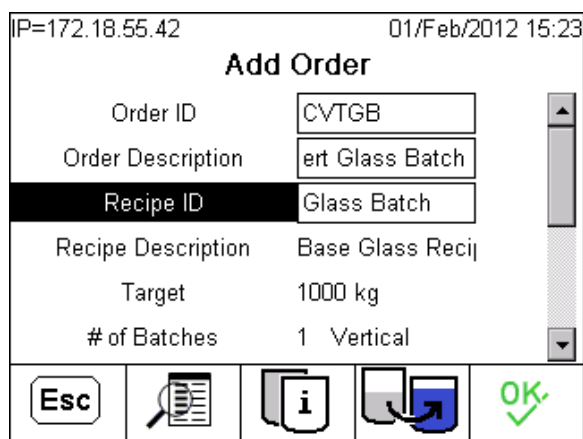 IP=172.18.55.42 01/Feb/2012 15:23
Add Order
Order ID CVTGB
Order Description ert Glass Batch
Recipe ID Glass Batch
Recipe Description Base Glass Reci
Target 1000 kg
# of Batches 1 Vertical
Esc i OK